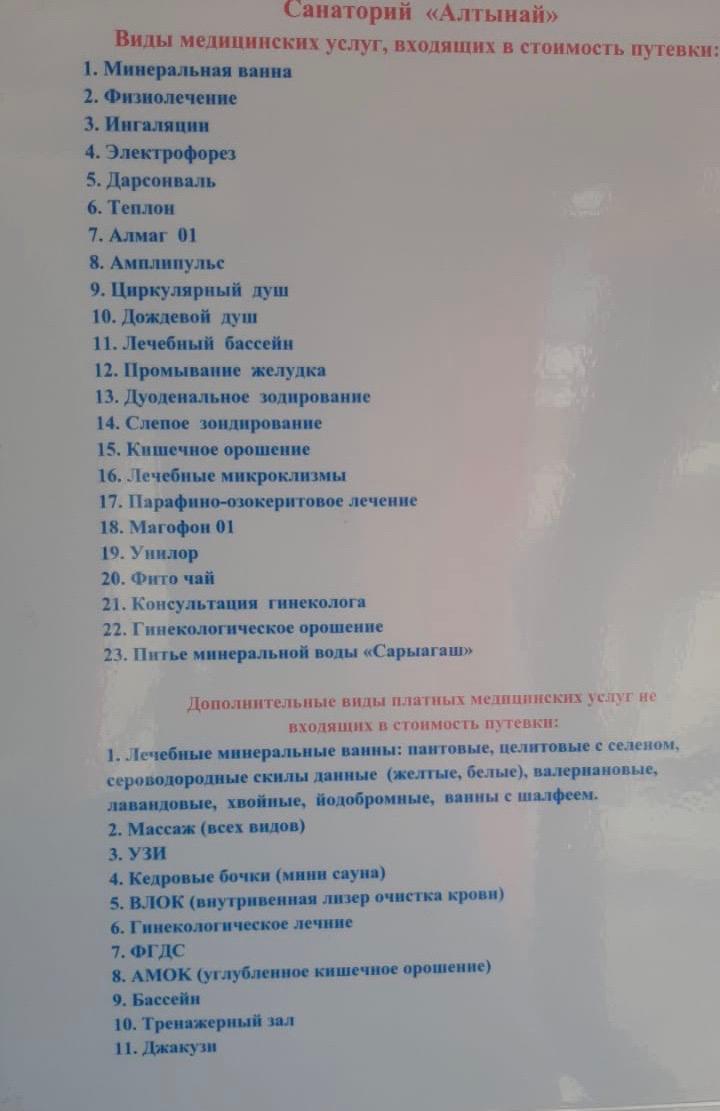 Санаторий «Алтынай»
Виды медицинских услуг, входящих в стоимость путевки:
1. Минеральная ванна
2. Физиолечение
3. Ингаляции
4. Электрофорез
5. Дарсонваль
6. Теплон
7. Алмаг 01
8. Амплипульс
9. Циркулярный душ
10. Дождевой душ
11. Лечебный бассейн
12. Промывание желудка
13. Дуоденальное зодирование
14. Слепое зондирование
15. Кишечное орошение
16. Лечебные микроклизмы
17. Парафино-озокеритовое лечение
18. Магофон 01
19. Унилор
20. Фито чай
21. Консультация гинеколога
22. Гинекологическое орошение
23. Питье минеральной воды «Сарыагаш»
Дополнительные виды платных медицинских услуг не
входящих в стоимость путевки:
1. Лечебные минеральные ванны: пантовые, целитовые с селеном,
сероводородные скилы данные (желтые, белые), валериановые,
лавандовые, хвойные, йодобромные, ванны с шалфеем.
2. Массаж (всех видов)
3. УЗИ
4. Кедровые бочки (мини сауна)
5. ВЛОК (внутривенная лизер очистка крови)
6. Гинекологическое лечние
7. ФГДС
8. АМОК (углубленное кишечное орошение)
9. Бассейн
10. Тренажерный зал
11. Джакузи